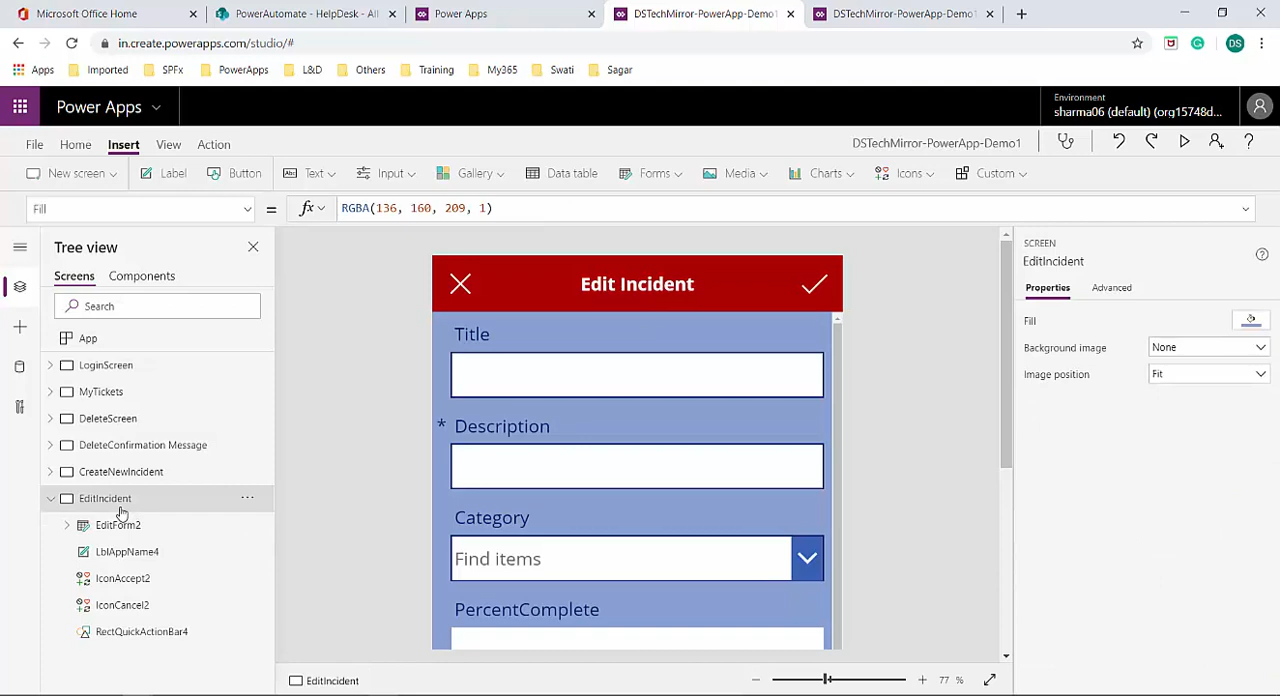 Microsoft Office Home
PowerAutomate - HelpDesk - All
Power Apps
DSTechMirror-PowerApp-Demo1
DSTechMirror-PowerApp-Demo1
in.create.powerapps.com/studio/#
DS
Apps
Imported
SPFx
PowerApps
L&D
Others
Training
My365
Swati
Sagar
Power Apps
Environment
sharma06 (default) (org15748d...
File
Home
Insert
View
Action
DSTechMirror-PowerApp-Demo1
New screen
Label
Button
Text
Input
Gallery
Data table
Forms
Media
Charts
Icons
Custom
Fill
=
fx
RGBA(136, 160, 209, 1)
Tree view
Screens
Components
Search
App
LoginScreen
MyTickets
DeleteScreen
DeleteConfirmation Message
CreateNewIncident
EditIncident
EditForm2
LblAppName4
IconAccept2
IconCancel2
RectQuickActionBar4
Edit Incident
Title
* Description
Category
Find items
PercentComplete
EditIncident
77 %
SCREEN
EditIncident
Properties
Advanced
Fill
Background image
None
Image position
Fit